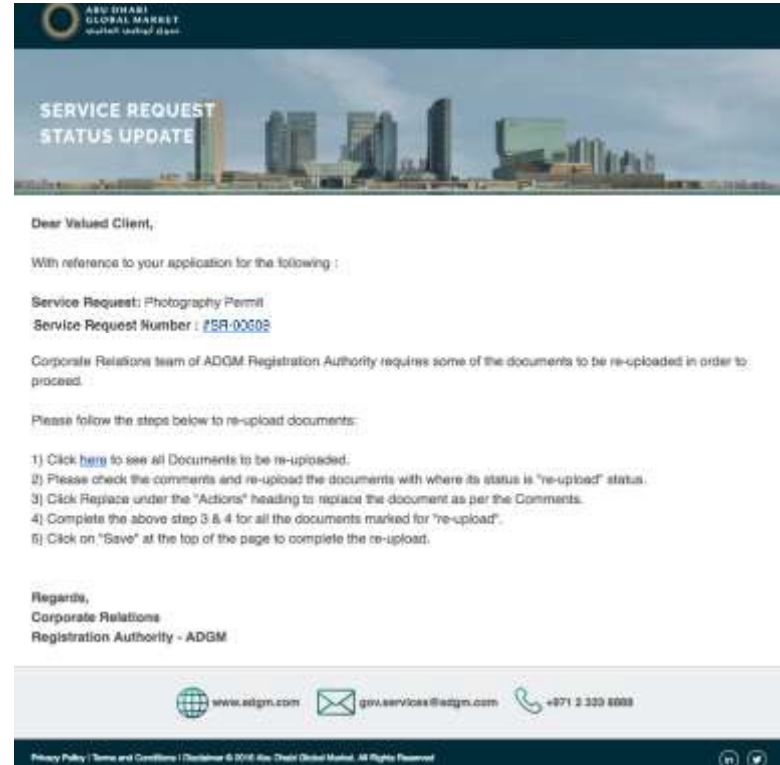 ABU DHABI
GLOBAL MARKET
سوق أبوظبي العالمي
SERVICE REQUEST
STATUS UPDATE
Dear Valued Client,
With reference to your application for the following :
Service Request: Photography Permit
Service Request Number :
Corporate Relations team of ADGM Registration Authority requires some of the documents to be re-uploaded in order to
proceed.
Please follow the steps below to re-upload documents:
1) Click here to see all Documents to be re-uploaded.
2) Please check the comments and re-upload the documents with where its status is "re-upload" status.
3) Click Replace under the "Actions" heading to replace the document as per the Comments.
4) Complete the above step 3 & 4 for all the documents marked for "re-upload".
5) Click on "Save" at the top of the page to complete the re-upload.
Regards,
Corporate Relations
Registration Authority - ADGM
www.adgm.com gov.services@adgm.com +971 2 333 8888
Privacy Policy | Terms and Conditions | Disclaimer © 2016 Abu Dhabi Global Market. All Rights Reserved
in